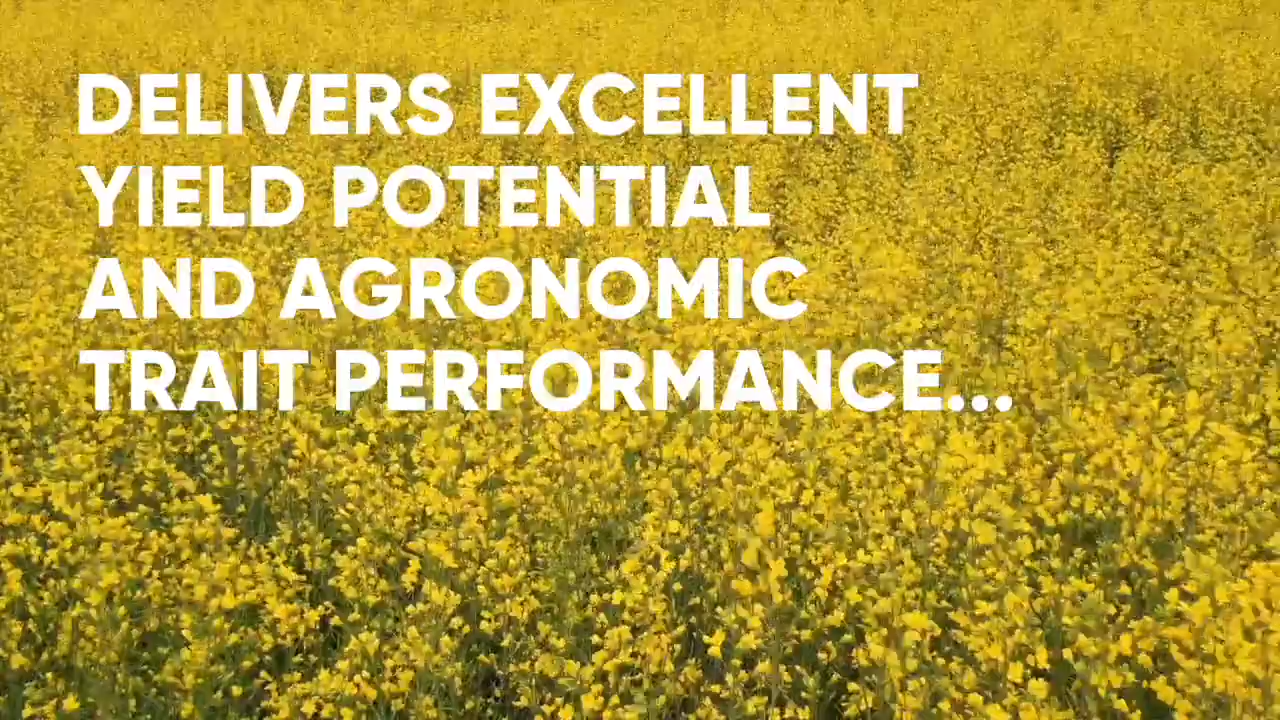 DELIVERS EXCELLENT
YIELD POTENTIAL
AND AGRONOMIC
TRAIT PERFORMANCE...